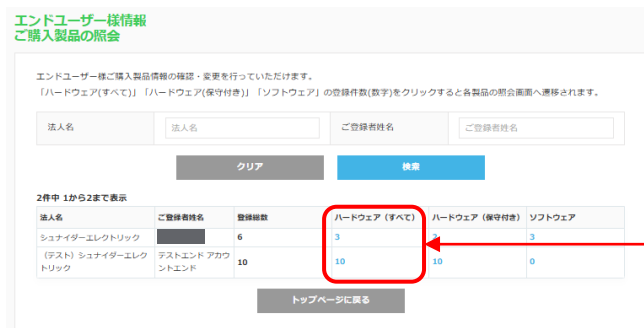 エンドユーザー様情報
ご購入製品の照会
エンドユーザー様ご購入製品情報の確認・変更を行っていただけます。
「ハードウェア(すべて)」「ハードウェア(保守付き)」「ソフトウェア」の登録件数(数字)をクリックすると各製品の照会画面へ遷移されます。
法人名 法人名 ご登録者姓名 ご登録者姓名
クリア 検索
2件中 1から2まで表示
法人名 ご登録者姓名 登録総数 ハードウェア（すべて） ハードウェア（保守付き） ソフトウェア
シュナイダーエレクトリック 6 3 3
（テスト）シュナイダーエレク
トリック テストエンド アカウ
ントエンド 10 10 10 0
トップページに戻る